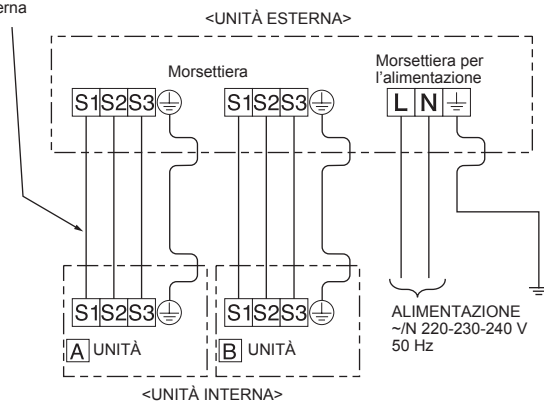 <UNITÀ ESTERNA>
Morsettiera
Morsettiera per
l'alimentazione
S1 S2 S3
S1 S2 S3
L N
S1 S2 S3
S1 S2 S3
A UNITÀ
B UNITÀ
ALIMENTAZIONE
~/N 220-230-240 V
50 Hz
<UNITÀ INTERNA>